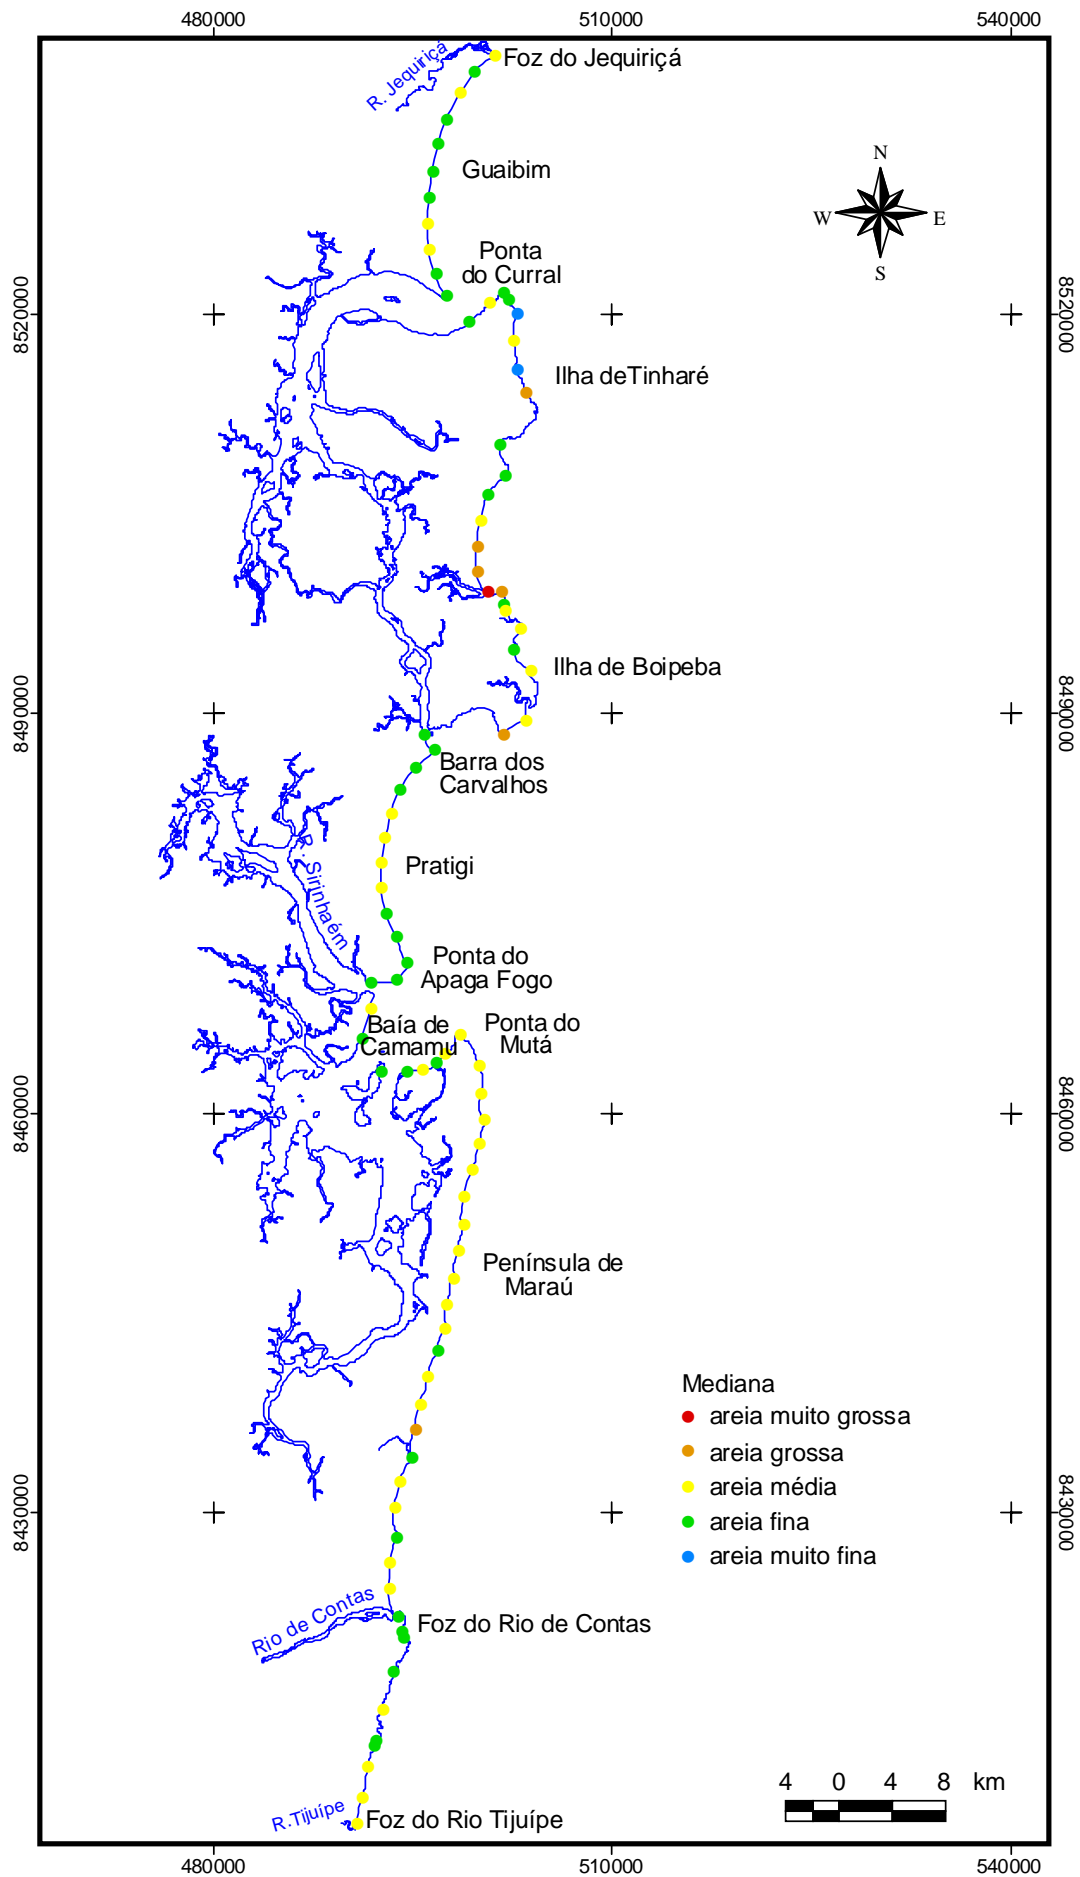 480000
510000
540000
R. Jequiriçá
Foz do Jequiriçá
Guaibim
N
W
E
S
Ponta
do Curral
8520000
8520000
Ilha deTinharé
Ilha de Boipeba
8490000
8490000
Barra dos
Carvalhos
R. Sirinhaém
Pratigi
Ponta do
Apaga Fogo
Baía de
Camamu
Ponta do
Mutá
8460000
8460000
Península de
Maraú
Mediana
areia muito grossa
areia grossa
areia média
areia fina
areia muito fina
8430000
8430000
Rio de Contas
Foz do Rio de Contas
4 0 4 8 km
R.Tijuípe
Foz do Rio Tijuípe
480000
510000
540000